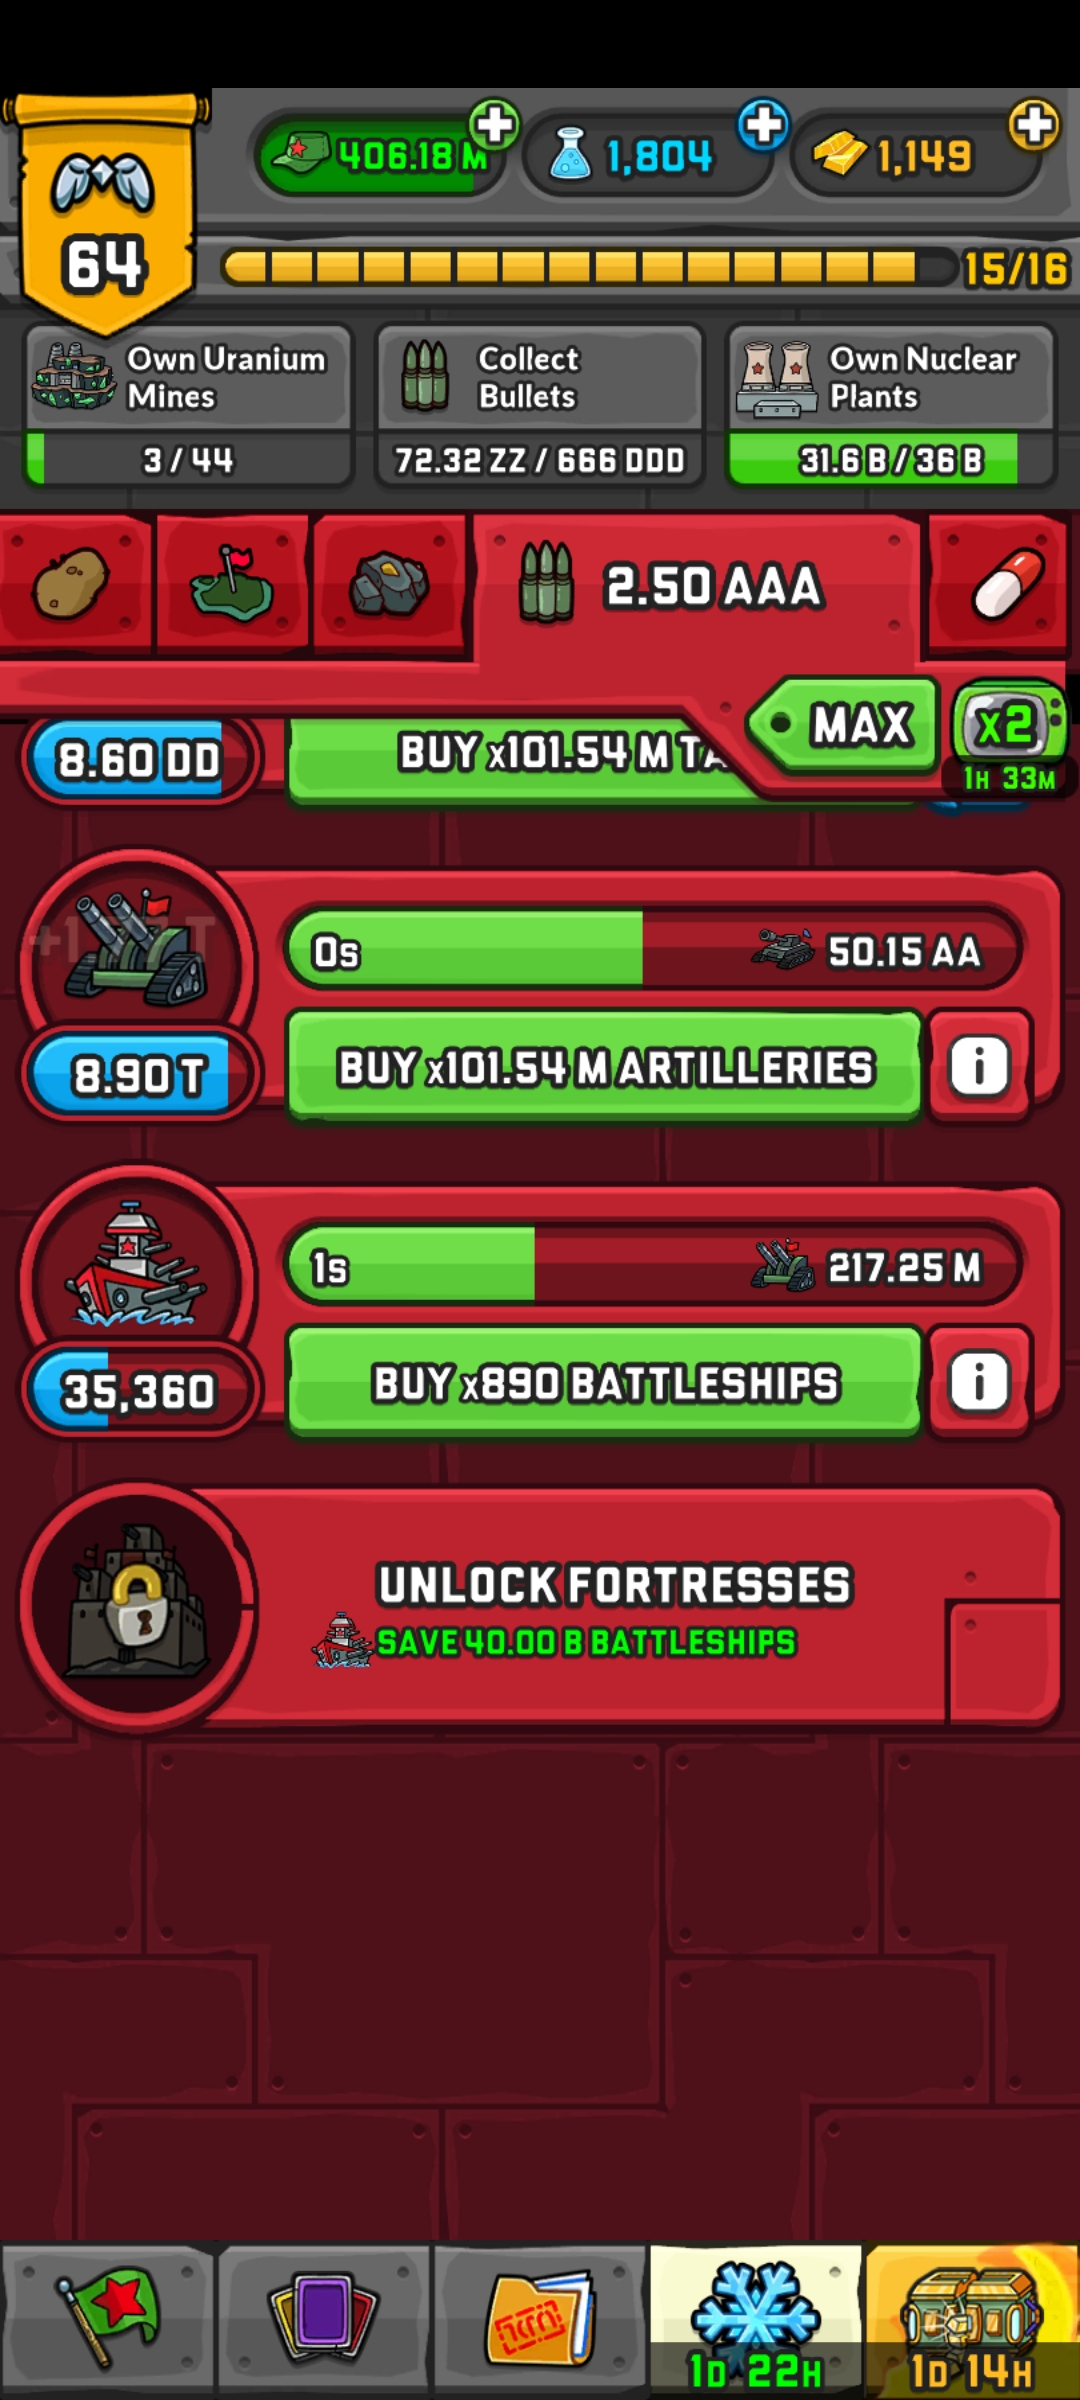 406.18 M
1,804
1,149
64
15/16
Own Uranium
Mines
3 / 44
Collect
Bullets
72.32 ZZ / 666 DDD
Own Nuclear
Plants
31.6 B / 36 B
2.50 AAA
MAX
x2
1H 33M
8.60 DD
BUY x101.54 M TA
0s
50.15 AA
8.90 T
BUY x101.54 M ARTILLERIES
i
1s
217.25 M
35,360
BUY x890 BATTLESHIPS
i
UNLOCK FORTRESSES
SAVE 40.00 B BATTLESHIPS
1D 22H
1D 14H